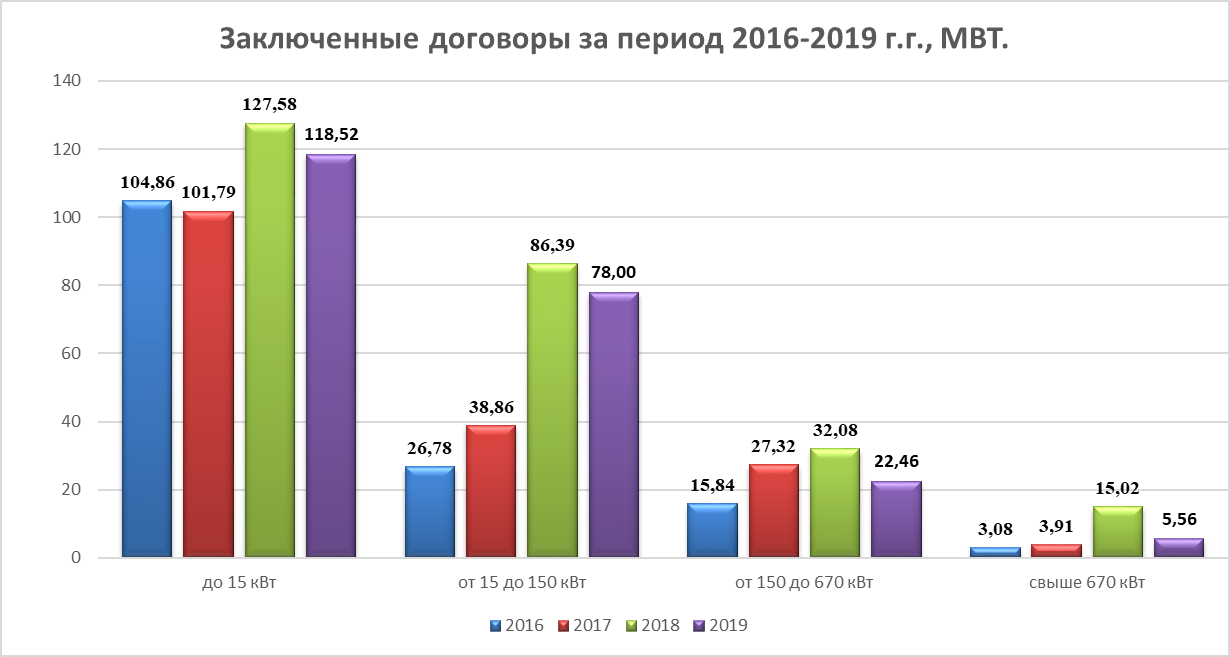 Заключенные договоры за период 2016-2019 г.г., МВТ.
140
120
100
80
60
40
20
0
104,86 101,79 127,58 118,52
26,78 38,86 86,39 78,00
15,84 27,32 32,08 22,46
3,08 3,91 15,02 5,56
до 15 кВт от 15 до 150 кВт от 150 до 670 кВт свыше 670 кВт
2016 2017 2018 2019